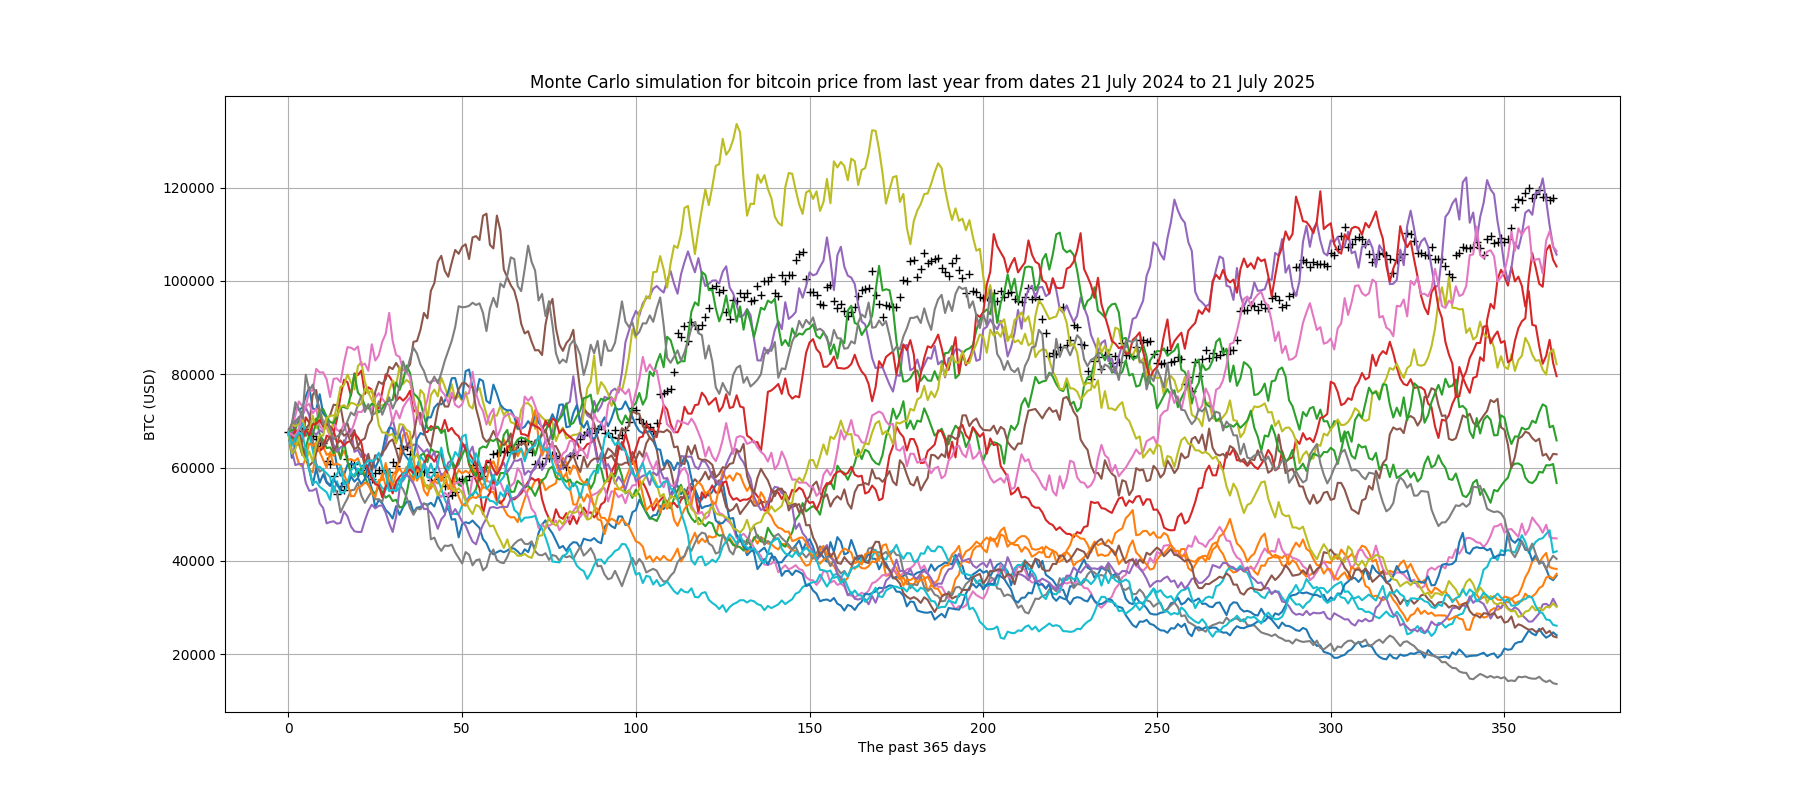 Monte Carlo simulation for bitcoin price from last year from dates 21 July 2024 to 21 July 2025
BTC (USD)
120000
100000
80000
60000
40000
20000
0 50 100 150 200 250 300 350
The past 365 days